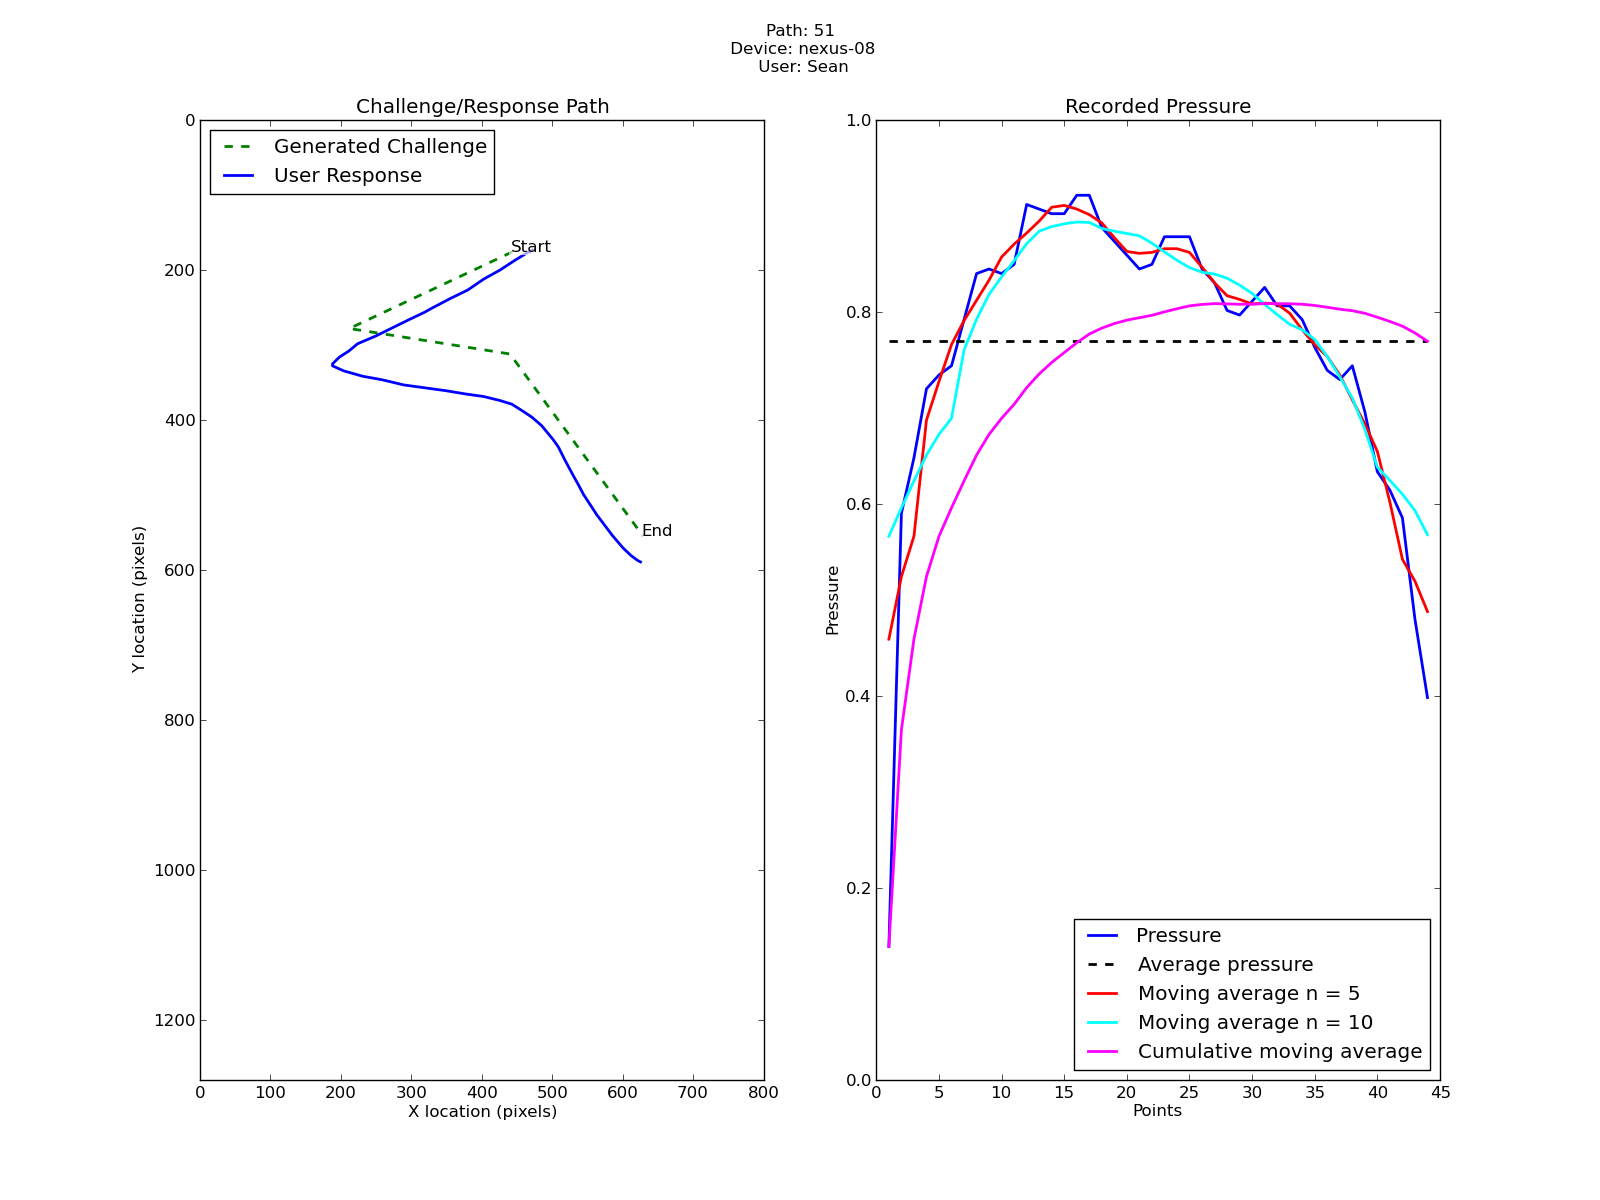 Path: 51
Device: nexus-08
User: Sean
Challenge/Response Path
Generated Challenge
User Response
Start
End
0
200
400
600
800
1000
1200
Y location (pixels)
0 100 200 300 400 500 600 700 800
X location (pixels)
Recorded Pressure
1.0
0.8
0.6
0.4
0.2
0.0
Pressure
Pressure
Average pressure
Moving average n = 5
Moving average n = 10
Cumulative moving average
0 5 10 15 20 25 30 35 40 45
Points